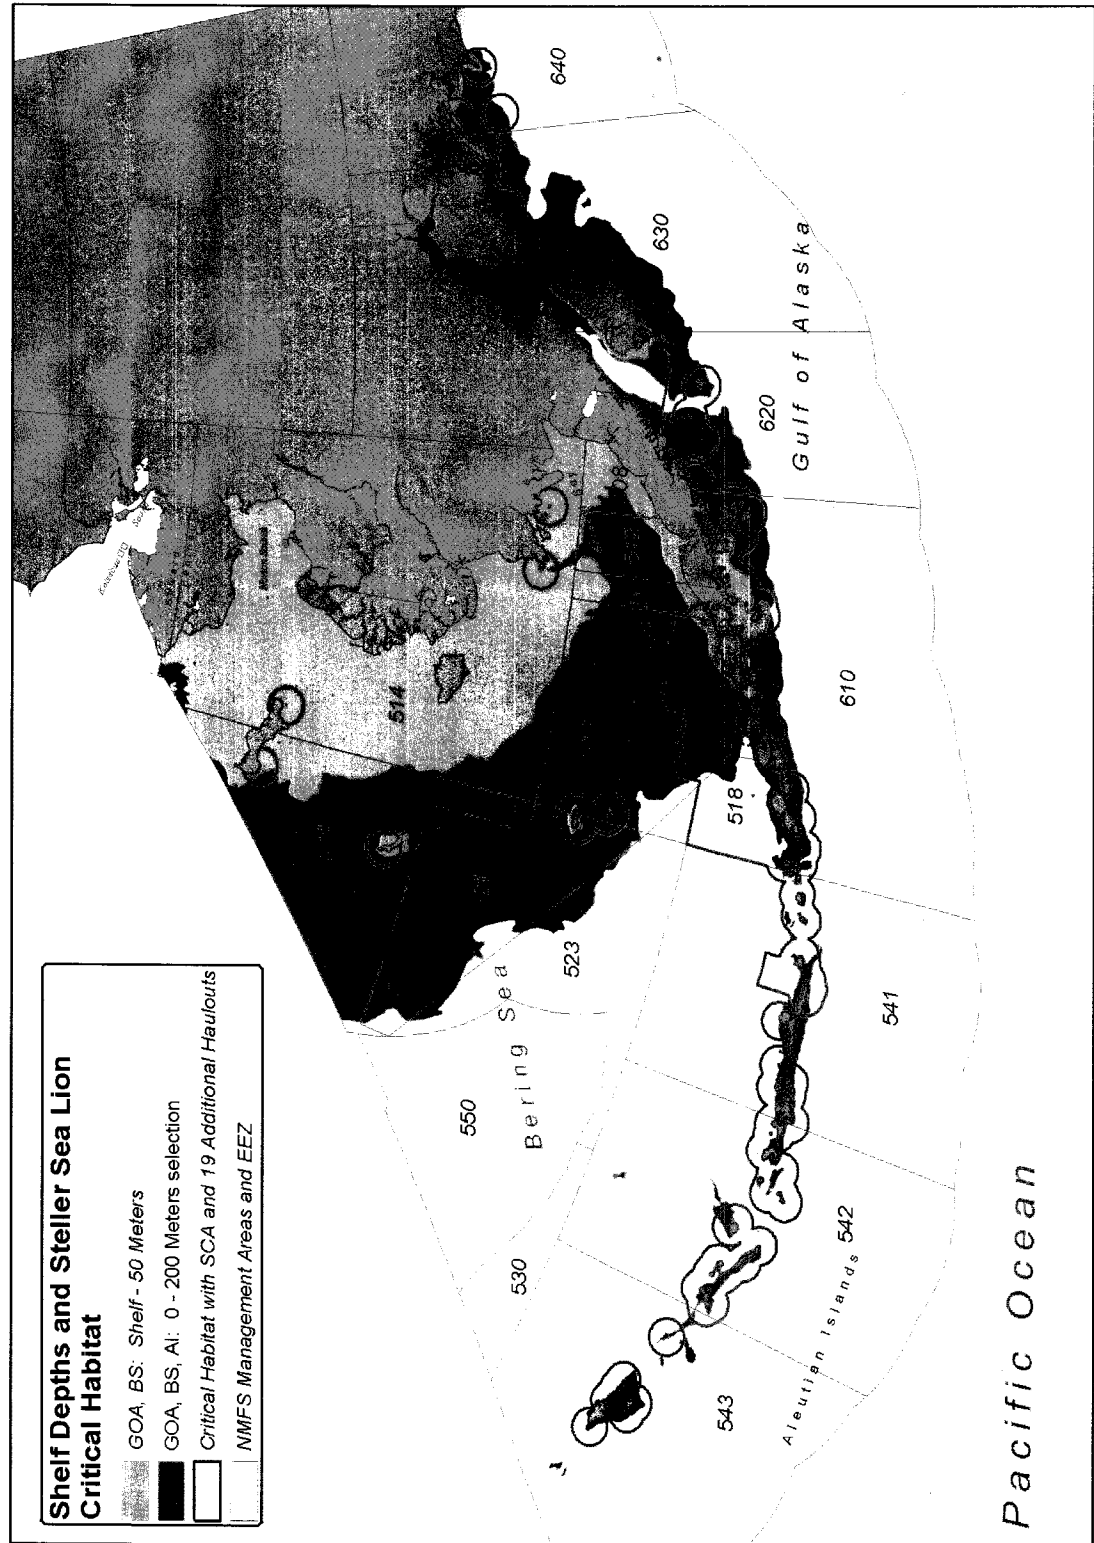 Shelf Depths and Steller Sea Lion
Critical Habitat
GOA, BS: Shelf - 50 Meters
GOA, BS, AI: 0 - 200 Meters selection
Critical Habitat with SCA and 19 Additional Haulouts
NMFS Management Areas and EEZ
514
550
Bering Sea
523
530
518
543
542
541
610
620
630
640
Aleutian Islands
Gulf of Alaska
Pacific Ocean